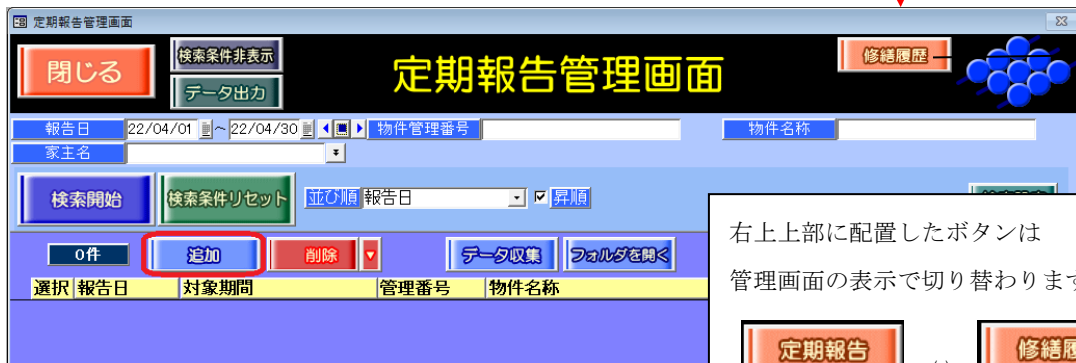 定期報告管理画面
閉じる
検索条件非表示
データ出力
定期報告管理画面
修繕履歴
報告日 22/04/01 ~ 22/04/30 物件管理番号 物件名称
家主名
検索開始 検索条件リセット 並び順 報告日 昇順
0件 追加 削除 データ収集 フォルダを開く
選択 報告日 対象期間 管理番号 物件名称
右上上部に配置したボタンは
管理画面の表示で切り替わります
定期報告 修繕履